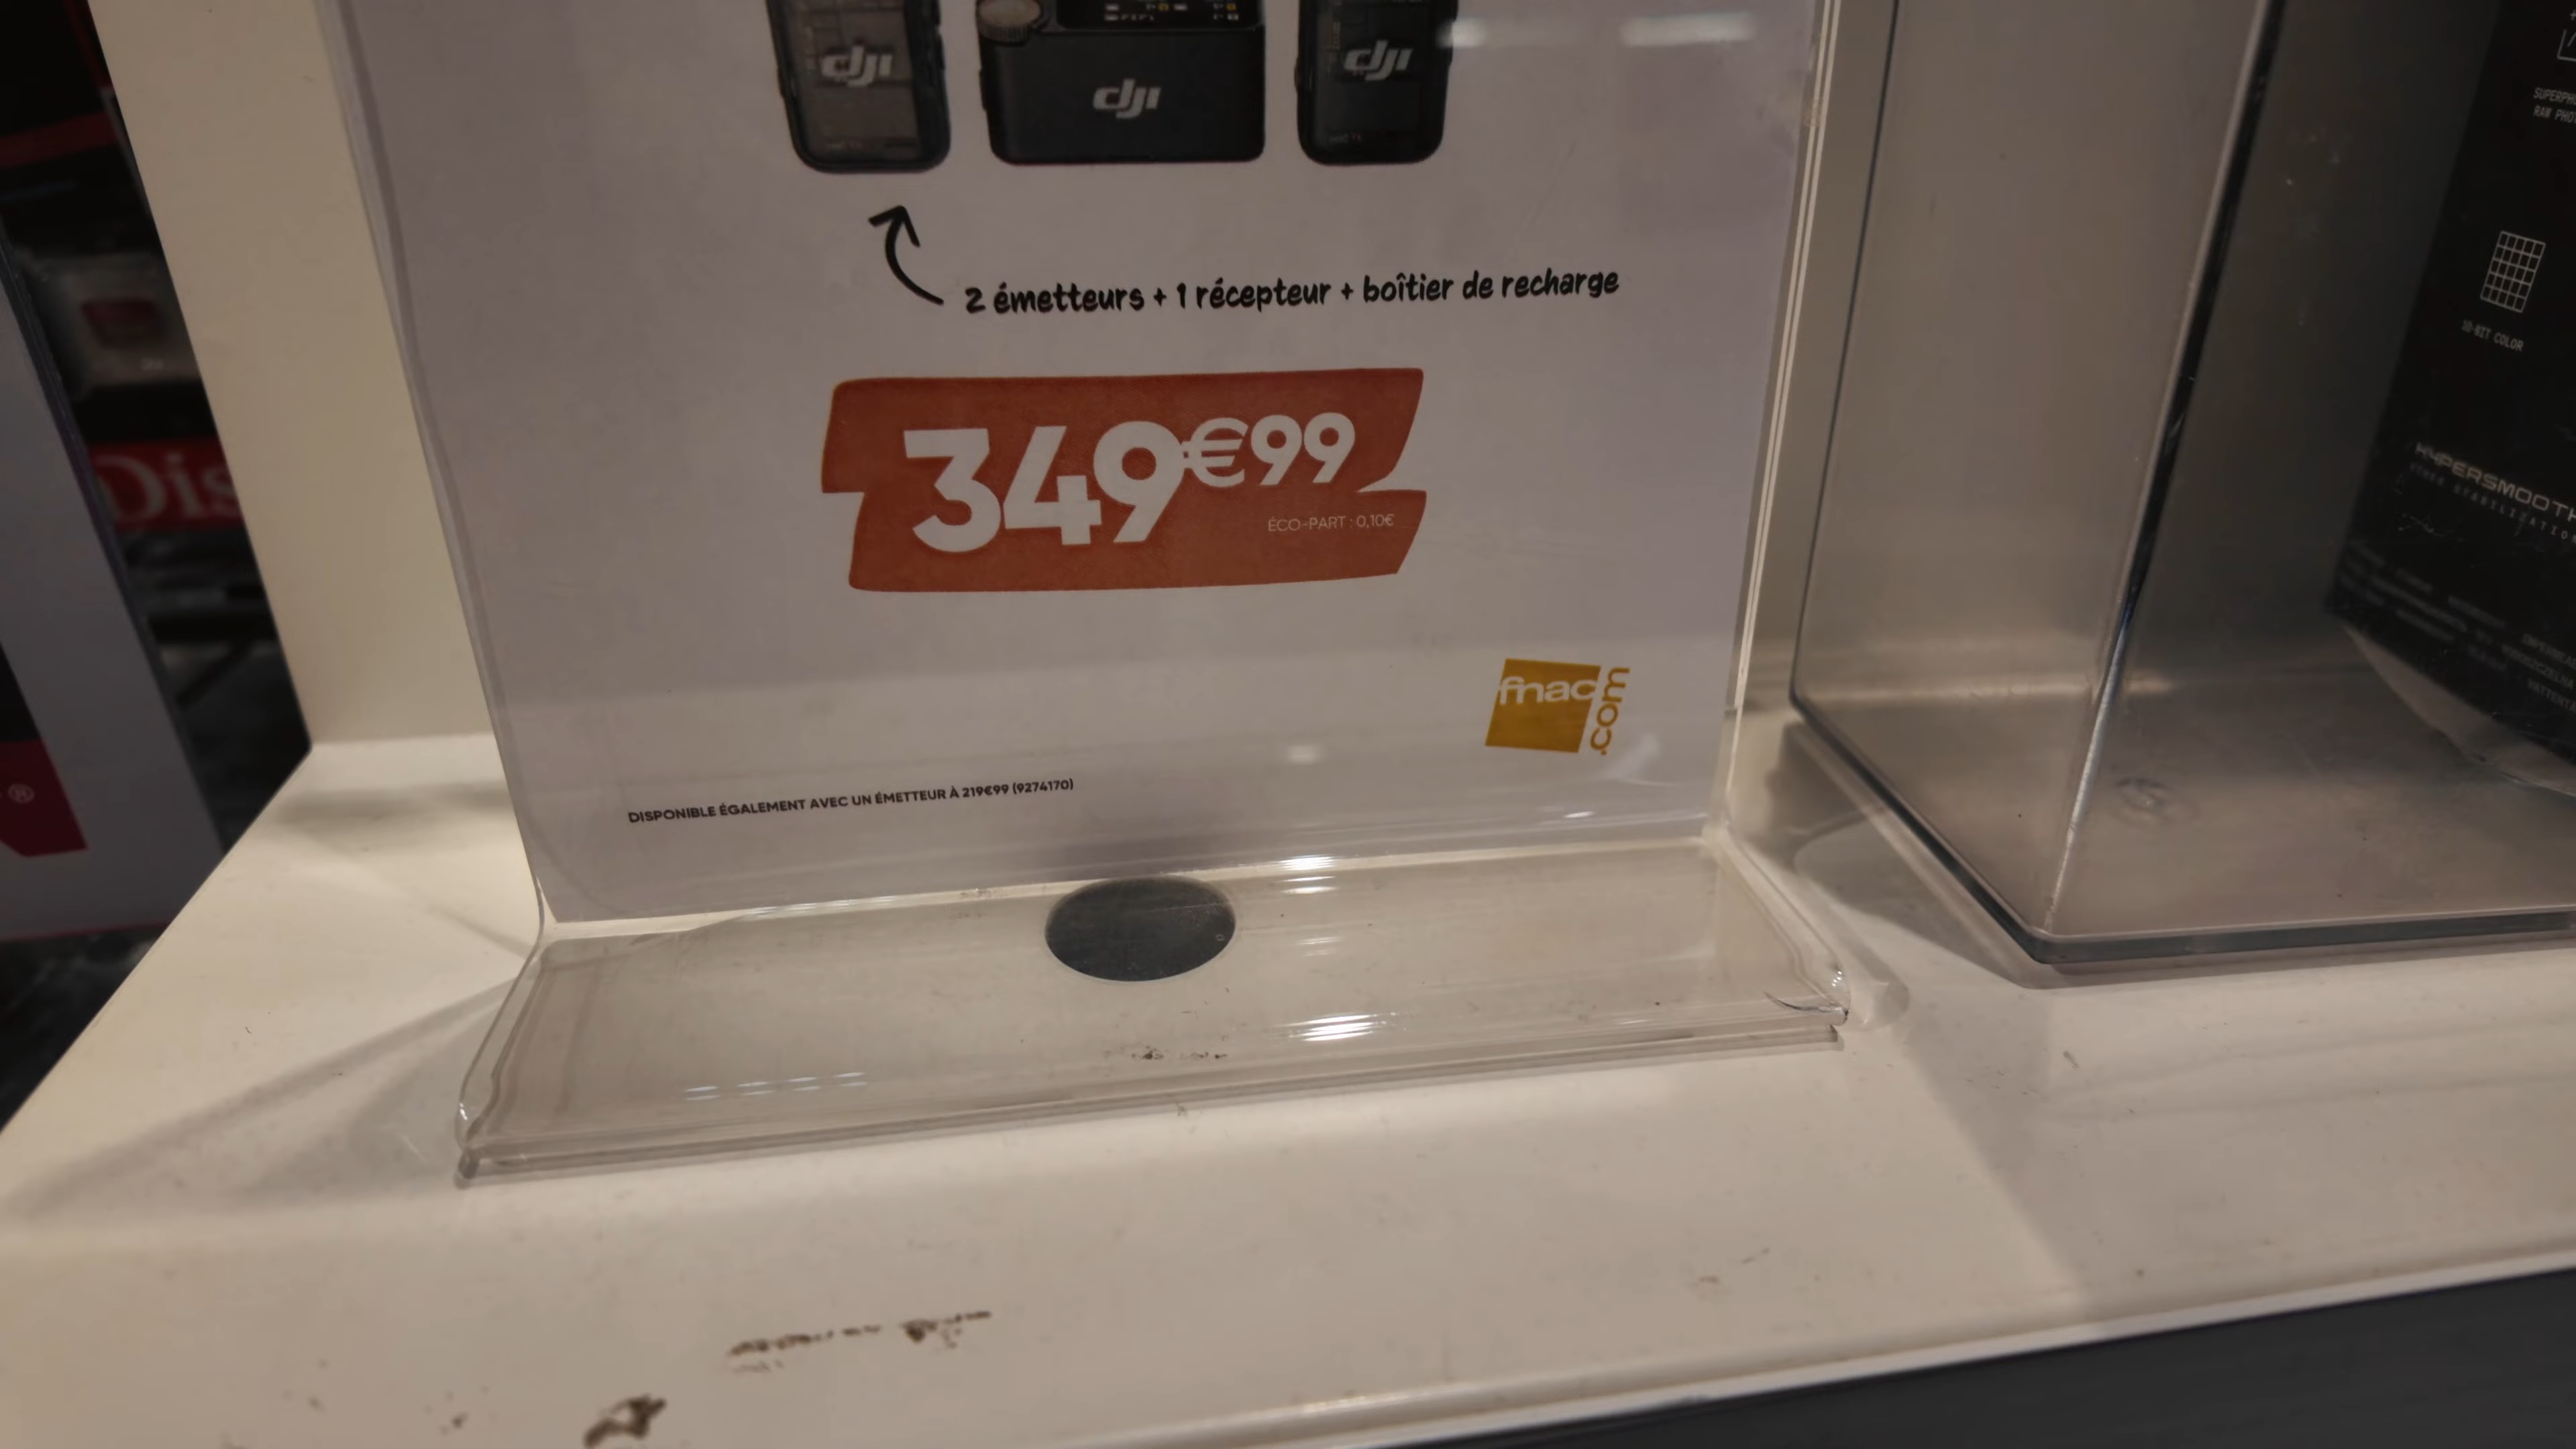 dji
dji
dji
2 émetteurs + 1 récepteur + boîtier de recharge
349€99
ÉCO-PART : 0,10€
fnac
.com
DISPONIBLE ÉGALEMENT AVEC UN ÉMETTEUR À 219€99 (9274170)
Dis
®
10-BIT COLOR
HYPERSMOOTH